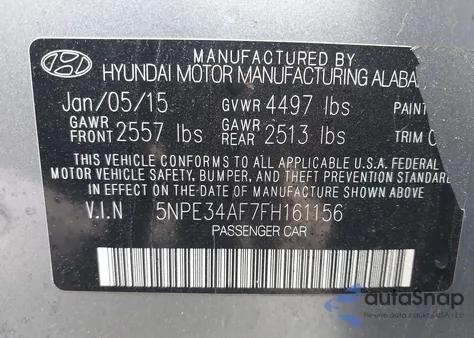 MANUFACTURED BY
HYUNDAI MOTOR MANUFACTURING ALABA
Jan/05/15 GVWR 4497 lbs PAIN
GAWR FRONT 2557 lbs GAWR REAR 2513 lbs TRIM C
THIS VEHICLE CONFORMS TO ALL APPLICABLE U.S.A. FEDERAL
MOTOR VEHICLE SAFETY, BUMPER, AND THEFT PREVENTION STANDARD
IN EFFECT ON THE DATE OF MANUFACTURE SHOWN ABOVE.
V.I.N 5NPE34AF7FH161156
PASSENGER CAR
autoSnap